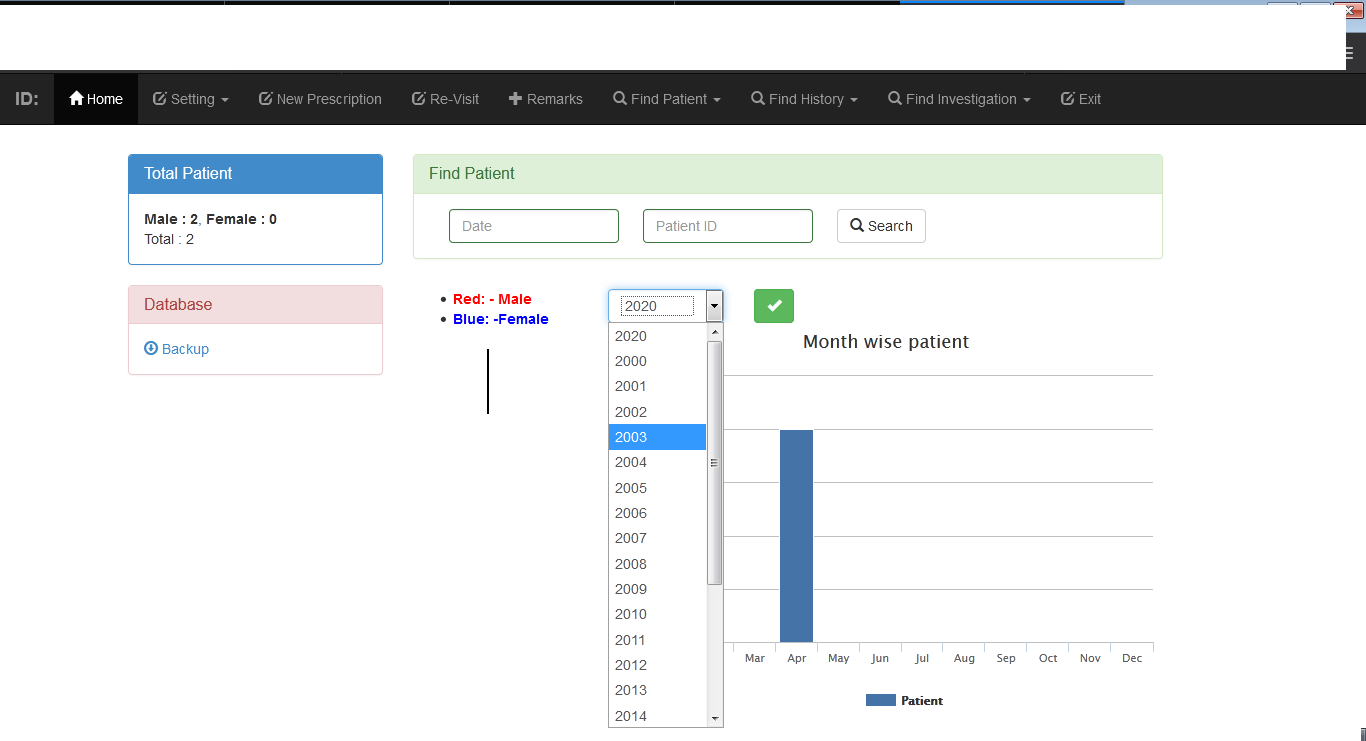 ID: Home Setting New Prescription Re-Visit Remarks Find Patient Find History Find Investigation Exit
Total Patient
Male : 2, Female : 0
Total : 2
Database
Backup
Find Patient
Date Patient ID Search
Red: - Male
Blue: -Female
2020
2020
2000
2001
2002
2003
2004
2005
2006
2007
2008
2009
2010
2011
2012
2013
2014
Month wise patient
Mar Apr May Jun Jul Aug Sep Oct Nov Dec
Patient